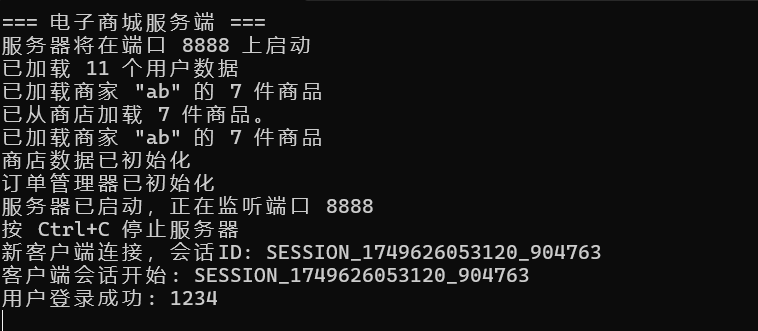 === 电子商城服务端 ===
服务器将在端口 8888 上启动
已加载 11 个用户数据
已加载商家 "ab" 的 7 件商品
已从商店加载 7 件商品。
已加载商家 "ab" 的 7 件商品
商店数据已初始化
订单管理器已初始化
服务器已启动，正在监听端口 8888
按 Ctrl+C 停止服务器
新客户端连接，会话ID: SESSION_1749626053120_904763
客户端会话开始: SESSION_1749626053120_904763
用户登录成功: 1234